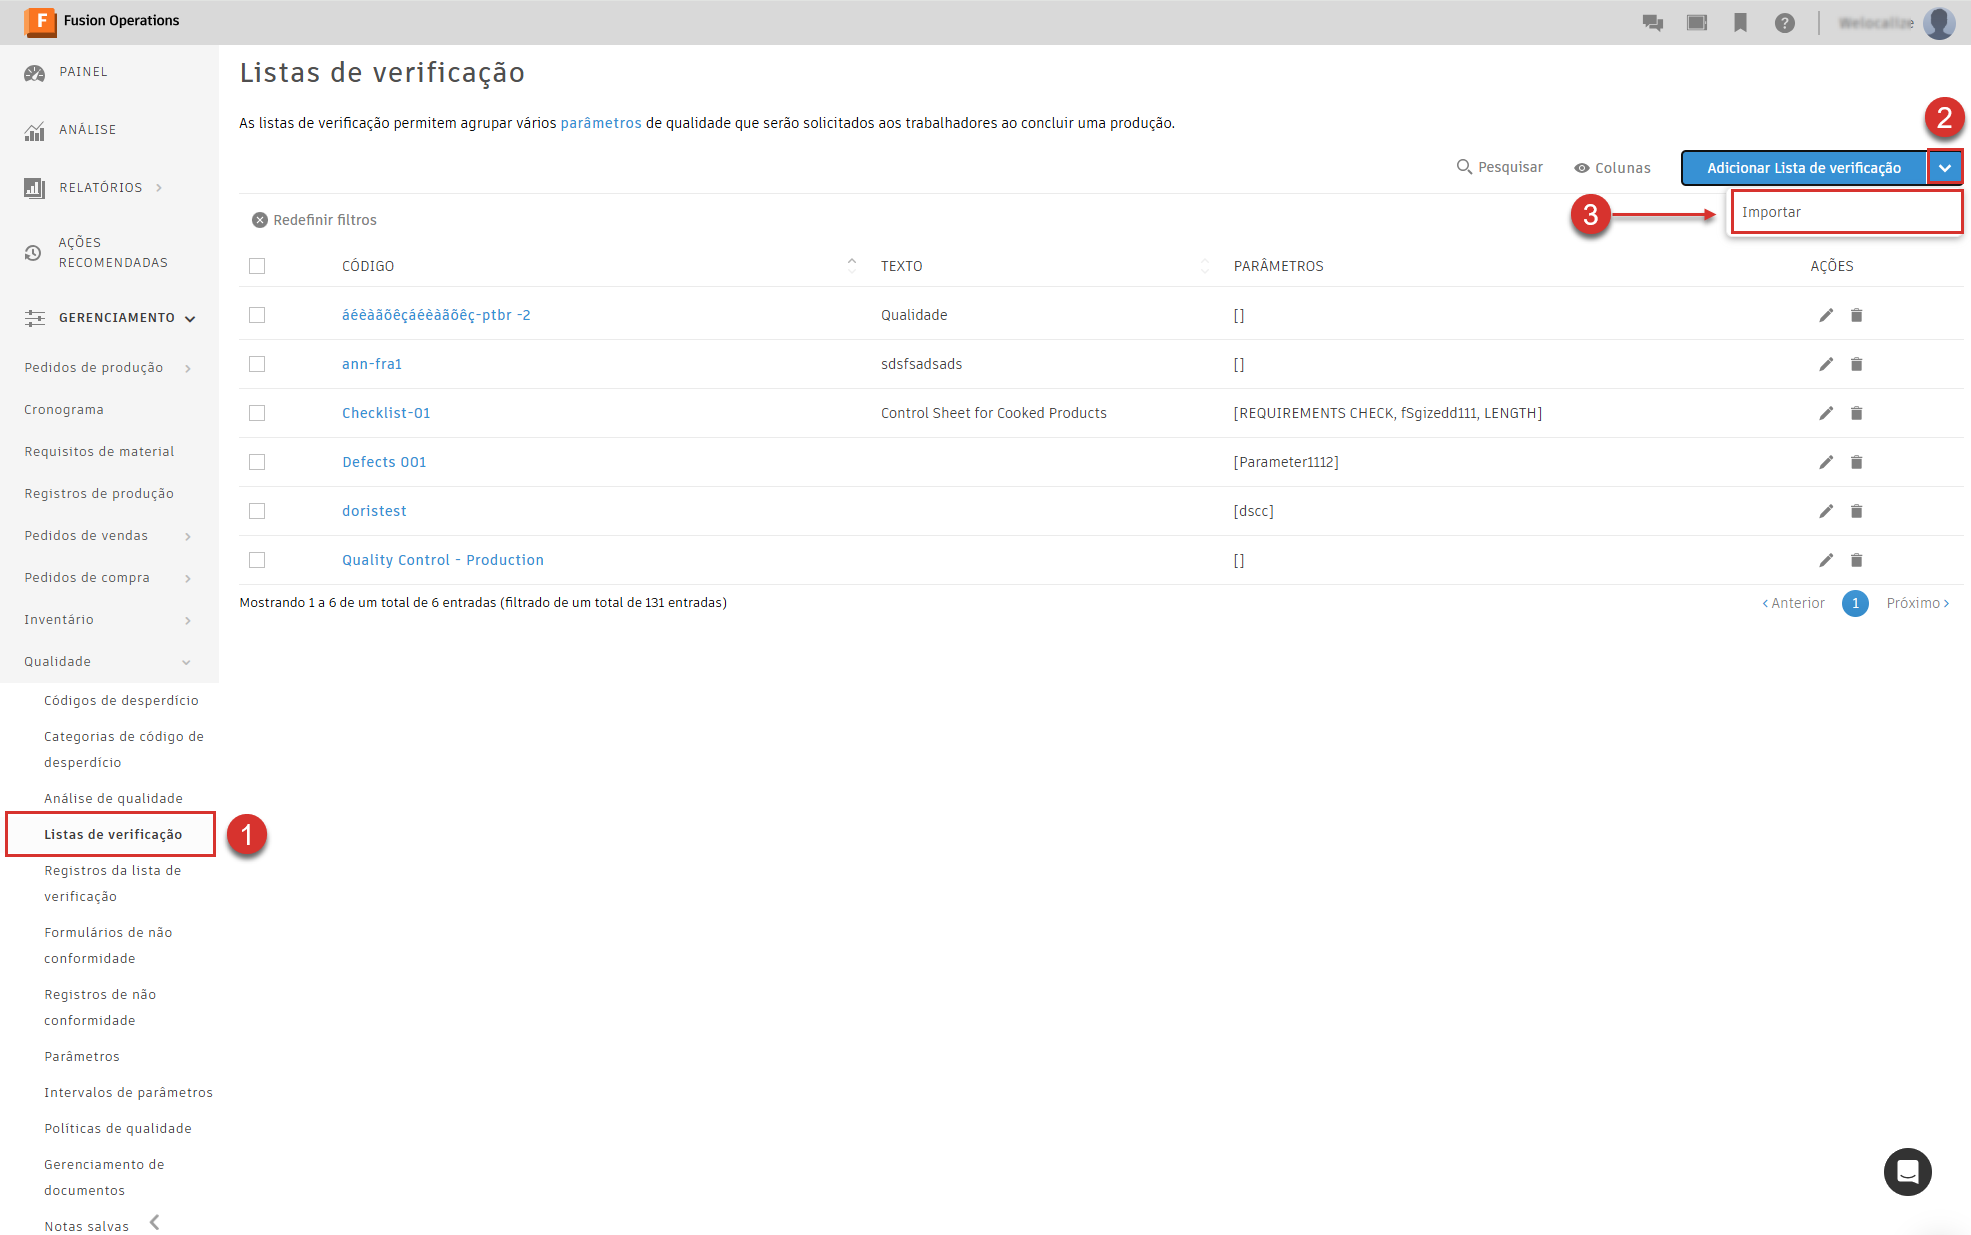 F Fusion Operations
PAINEL
ANÁLISE
RELATÓRIOS
AÇÕES
RECOMENDADAS
GERENCIAMENTO
Pedidos de produção
Cronograma
Requisitos de material
Registros de produção
Pedidos de vendas
Pedidos de compra
Inventário
Qualidade
Códigos de desperdício
Categorias de código de
desperdício
Análise de qualidade
Listas de verificação
1
Registros da lista de
verificação
Formulários de não
conformidade
Registros de não
conformidade
Parâmetros
Intervalos de parâmetros
Políticas de qualidade
Gerenciamento de
documentos
Notas salvas
Listas de verificação
As listas de verificação permitem agrupar vários parâmetros de qualidade que serão solicitados aos trabalhadores ao concluir uma produção.
2
Pesquisar Colunas Adicionar Lista de verificação
3 Importar
Redefinir filtros
CÓDIGO TEXTO PARÂMETROS AÇÕES
áéèàãõêçáéèàãõêç-ptbr -2 Qualidade []
ann-fra1 sdsfsadsads []
Checklist-01 Control Sheet for Cooked Products [REQUIREMENTS CHECK, fSgizedd111, LENGTH]
Defects 001 [Parameter1112]
doristest [dscc]
Quality Control - Production []
Mostrando 1 a 6 de um total de 6 entradas (filtrado de um total de 131 entradas)
Anterior 1 Próximo